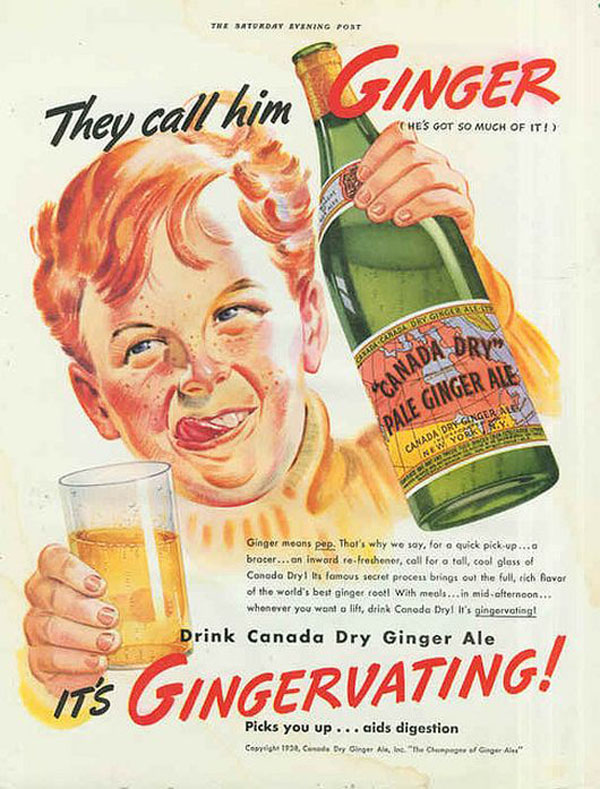 THE SATURDAY EVENING POST
They call him GINGER
(HE'S GOT SO MUCH OF IT!)
CANADA DRY GINGER ALE
"CANADA DRY"
PALE GINGER ALE
CANADA DRY GINGER ALE
NEW YORK, N.Y.
Ginger means pep. That's why we say, for a quick pick-up...a
bracer...an inward re-freshener, call for a tall, cool glass of
Canada Dry! Its famous secret process brings out the full, rich flavor
of the world's best ginger root! With meals...in mid-afternoon...
whenever you want a lift, drink Canada Dry! It's gingervating!
Drink Canada Dry Ginger Ale
IT'S GINGERVATING!
Picks you up...aids digestion
Copyright 1938, Canada Dry Ginger Ale, Inc. "The Champagne of Ginger Ales"